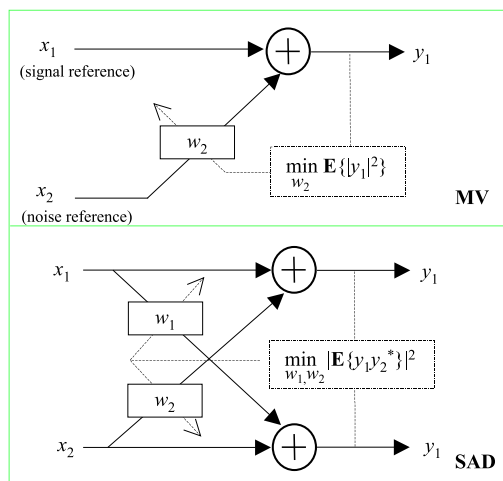 x₁
(signal reference)
+
y₁
w₂
x₂
(noise reference)
min E{|y₁|²}
w₂
MV
x₁
+
y₁
w₁
min |E{y₁y₂*}|²
w₁,w₂
w₂
x₂
+
y₁
SAD